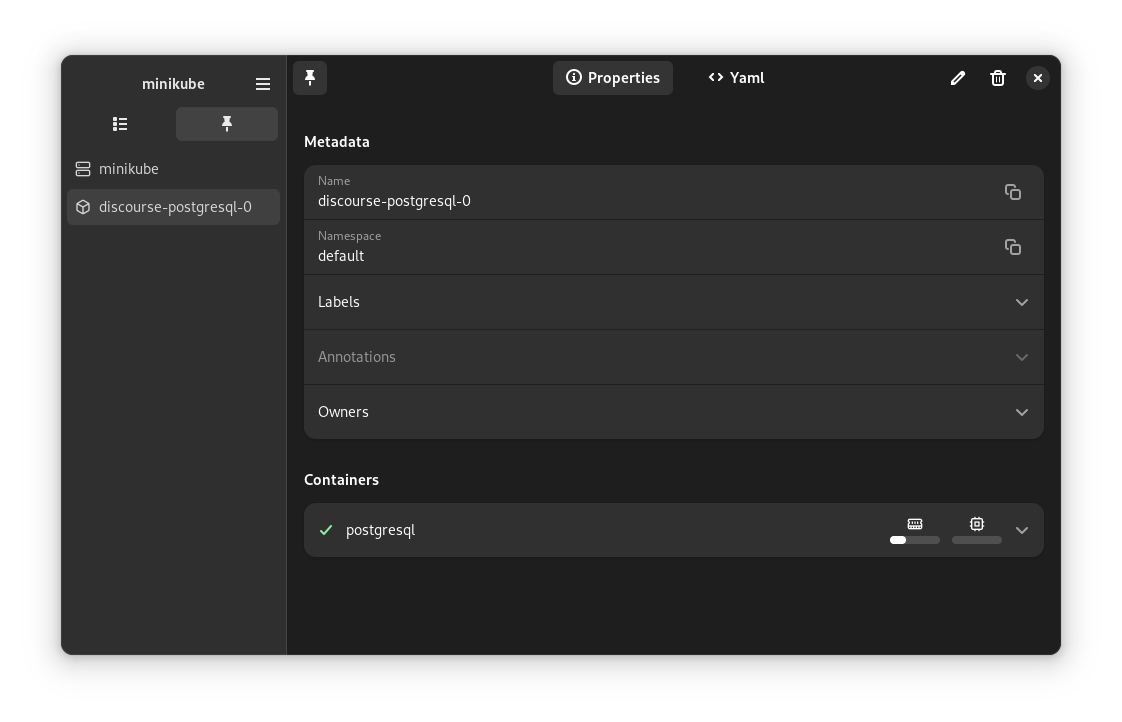 minikube
Properties
Yaml
minikube
discourse-postgresql-0
Metadata
Name
discourse-postgresql-0
Namespace
default
Labels
Annotations
Owners
Containers
postgresql